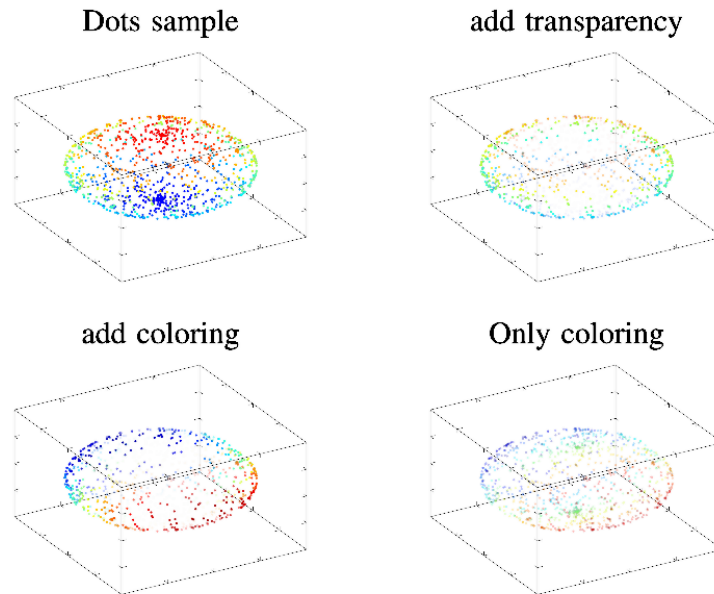 Dots sample
add transparency
add coloring
Only coloring